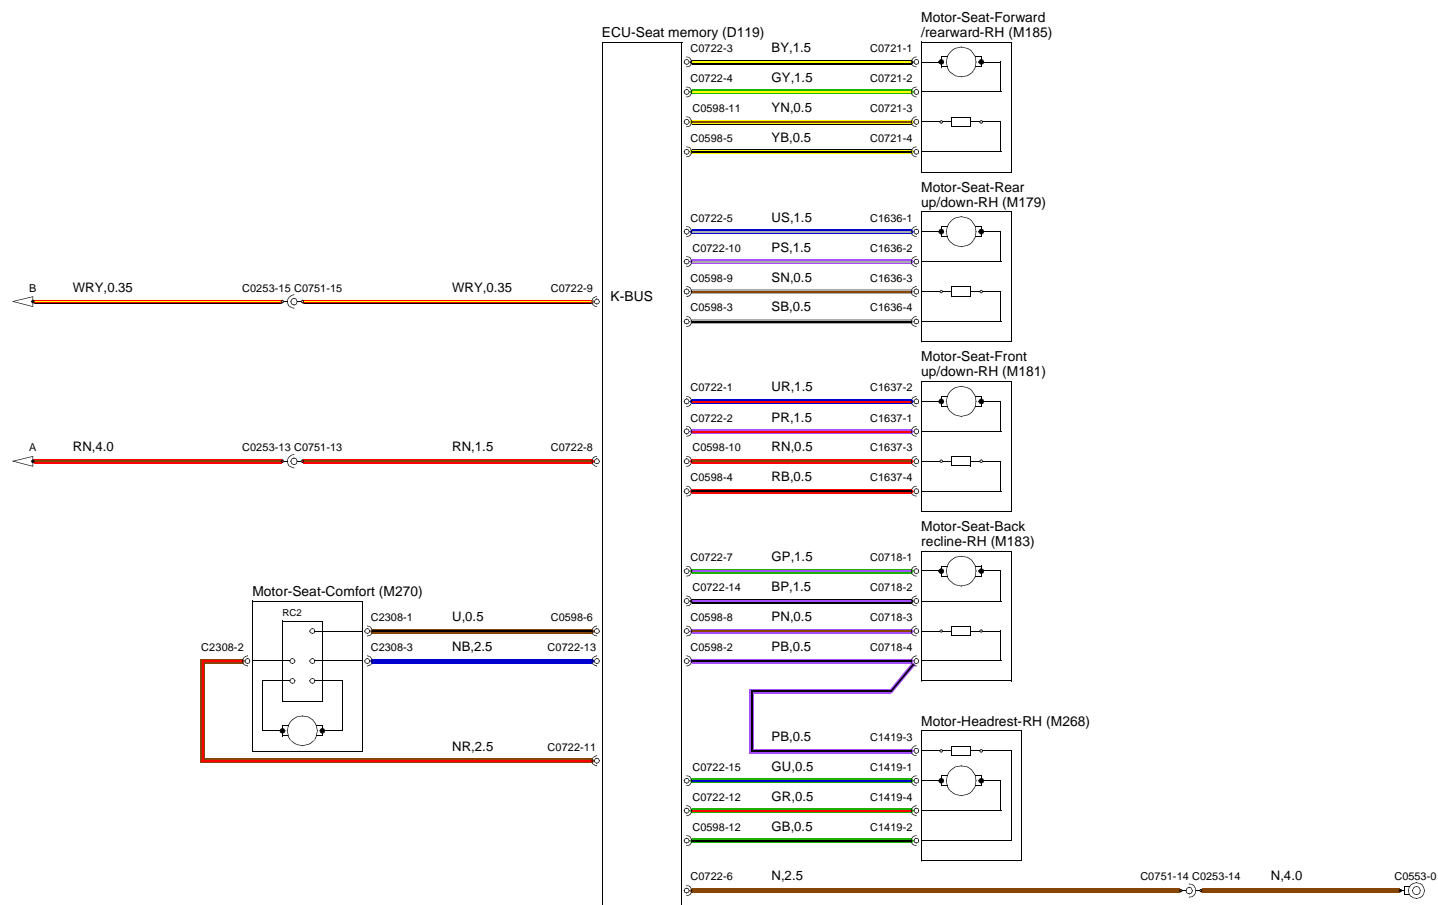 ECU-Seat memory (D119)
Motor-Seat-Forward
/rearward-RH (M185)
C0722-3 BY,1.5 C0721-1
C0722-4 GY,1.5 C0721-2
C0598-11 YN,0.5 C0721-3
C0598-5 YB,0.5 C0721-4
Motor-Seat-Rear
up/down-RH (M179)
C0722-5 US,1.5 C1636-1
C0722-10 PS,1.5 C1636-2
C0598-9 SN,0.5 C1636-3
C0598-3 SB,0.5 C1636-4
B WRY,0.35 C0253-15 C0751-15 WRY,0.35 C0722-9
K-BUS
Motor-Seat-Front
up/down-RH (M181)
C0722-1 UR,1.5 C1637-2
C0722-2 PR,1.5 C1637-1
C0598-10 RN,0.5 C1637-3
C0598-4 RB,0.5 C1637-4
A RN,4.0 C0253-13 C0751-13 RN,1.5 C0722-8
Motor-Seat-Back
recline-RH (M183)
C0722-7 GP,1.5 C0718-1
C0722-14 BP,1.5 C0718-2
C0598-8 PN,0.5 C0718-3
C0598-2 PB,0.5 C0718-4
Motor-Seat-Comfort (M270)
RC2
C2308-1 U,0.5 C0598-6
C2308-2
C2308-3 NB,2.5 C0722-13
NR,2.5 C0722-11
Motor-Headrest-RH (M268)
PB,0.5 C1419-3
C0722-15 GU,0.5 C1419-1
C0722-12 GR,0.5 C1419-4
C0598-12 GB,0.5 C1419-2
C0722-6 N,2.5 C0751-14 C0253-14 N,4.0 C0553-0